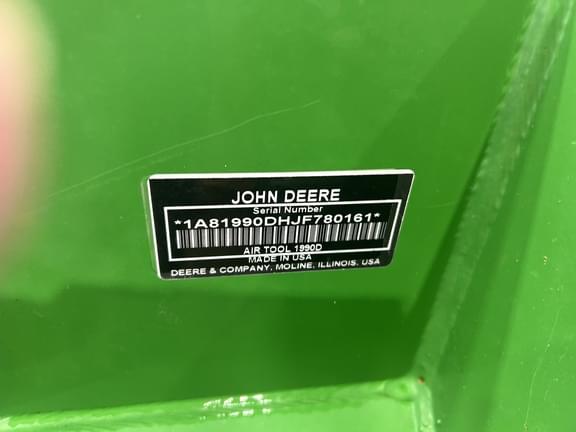 JOHN DEERE
Serial Number
*1A81990DHJF780161*
AIR TOOL 1990D
MADE IN USA
DEERE & COMPANY, MOLINE, ILLINOIS, USA